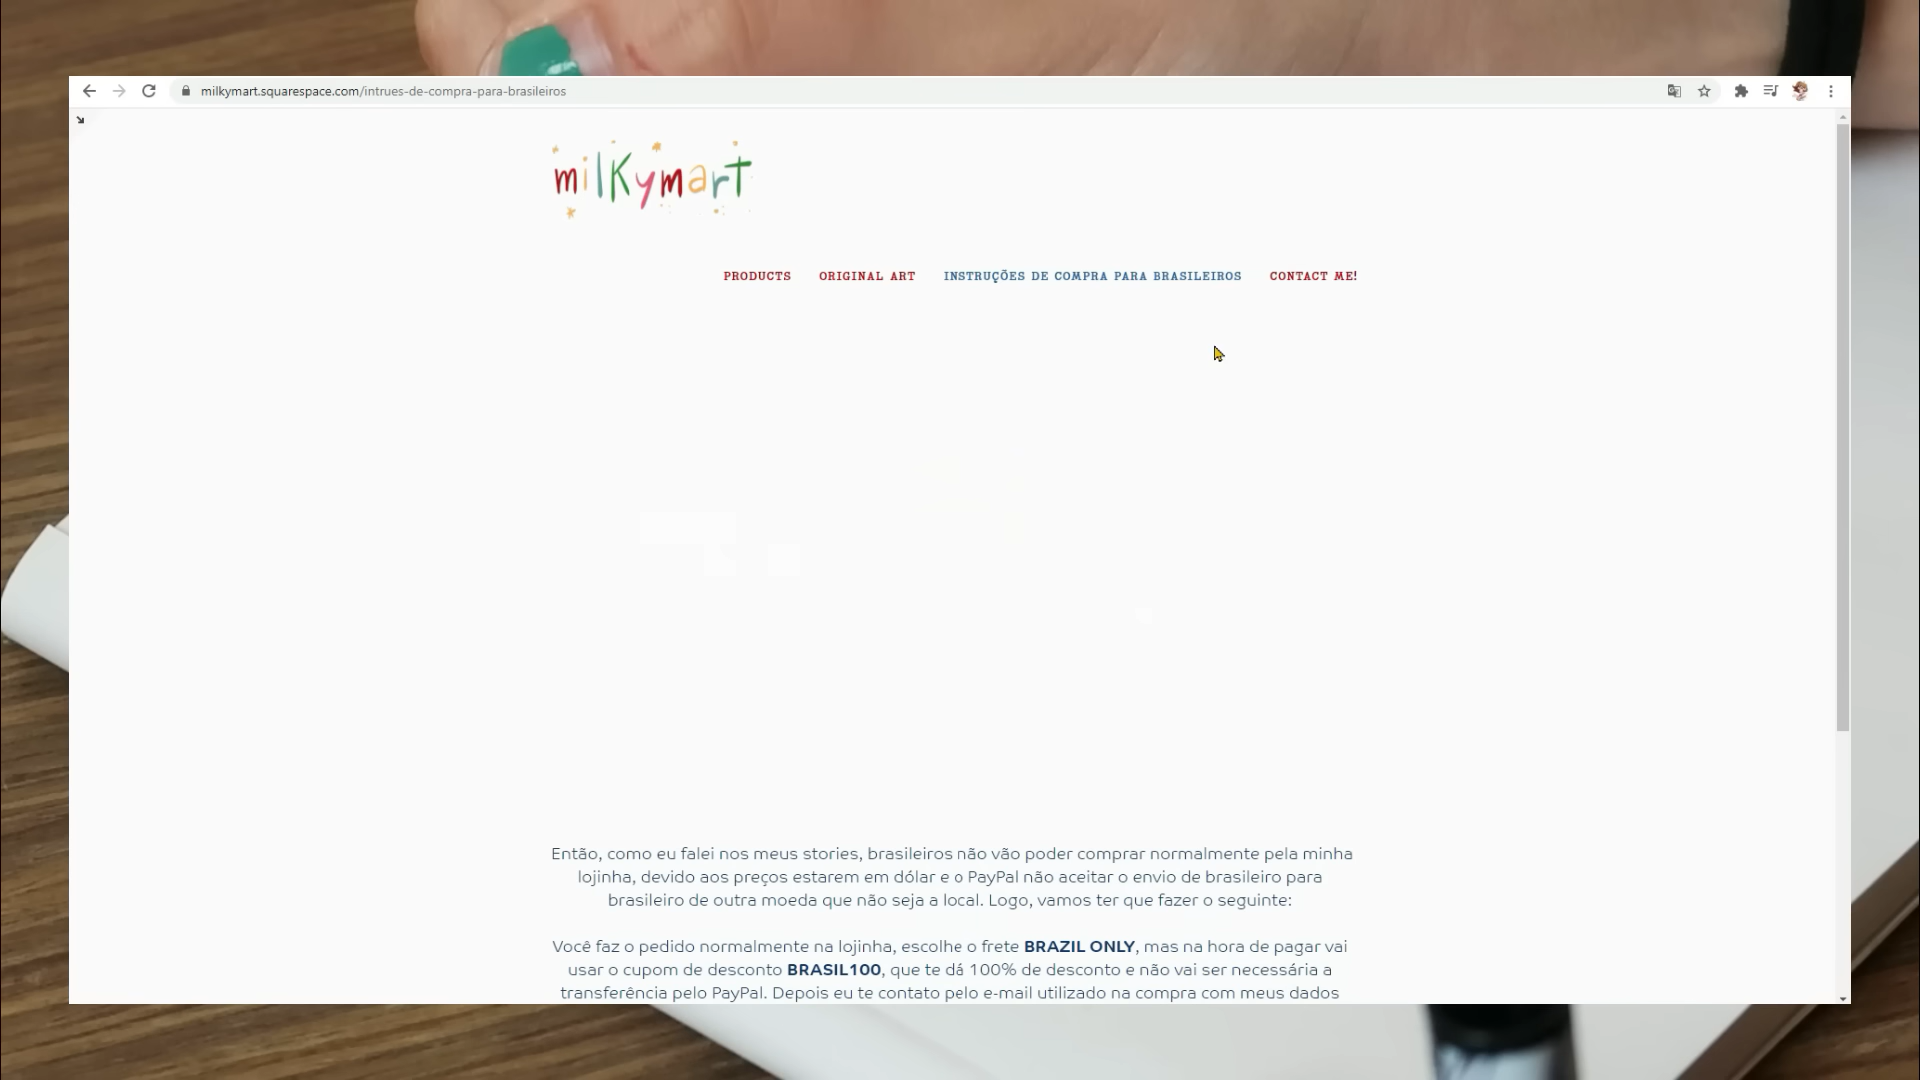 milkymart.squarespace.com/intrues-de-compra-para-brasileiros
milkymart
PRODUCTS ORIGINAL ART INSTRUÇÕES DE COMPRA PARA BRASILEIROS CONTACT ME!
Então, como eu falei nos meus stories, brasileiros não vão poder comprar normalmente pela minha
lojinha, devido aos preços estarem em dólar e o PayPal não aceitar o envio de brasileiro para
brasileiro de outra moeda que não seja a local. Logo, vamos ter que fazer o seguinte:
Você faz o pedido normalmente na lojinha, escolhe o frete BRAZIL ONLY, mas na hora de pagar vai
usar o cupom de desconto BRASIL100, que te dá 100% de desconto e não vai ser necessária a
transferência pelo PayPal. Depois eu te contato pelo e-mail utilizado na compra com meus dados